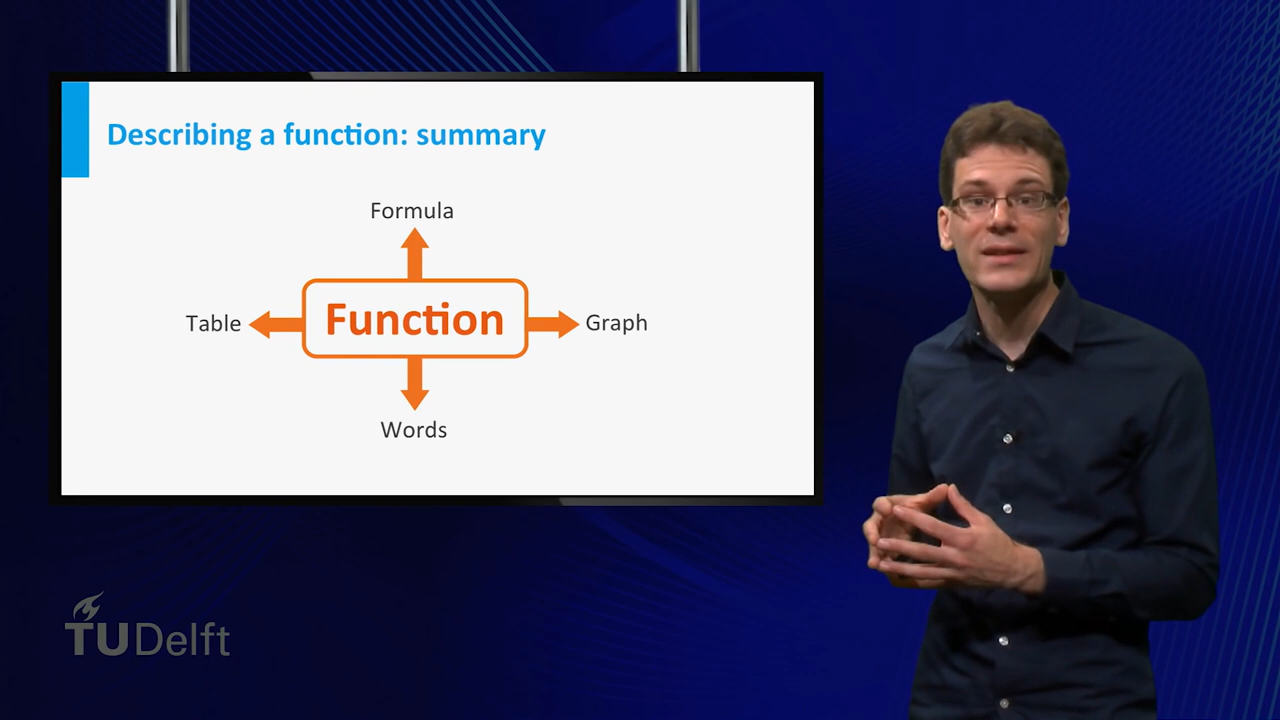 Describing a function: summary
Formula
Table
Function
Graph
Words
TUDelft